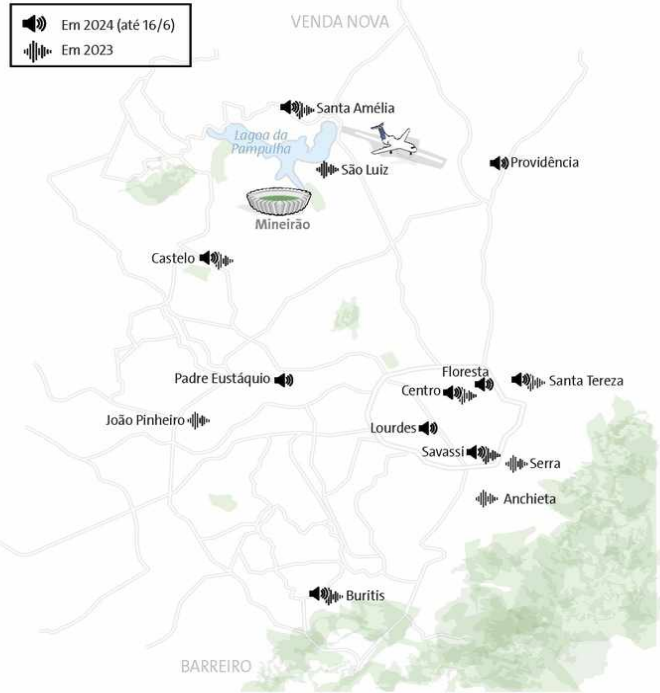 Em 2024 (até 16/6)
Em 2023
VENDA NOVA
Santa Amélia
Lagoa da
Pampulha
São Luiz
Providência
Mineirão
Castelo
Padre Eustáquio
Floresta
Centro
Santa Tereza
João Pinheiro
Lourdes
Savassi
Serra
Anchieta
Buritis
BARREIRO